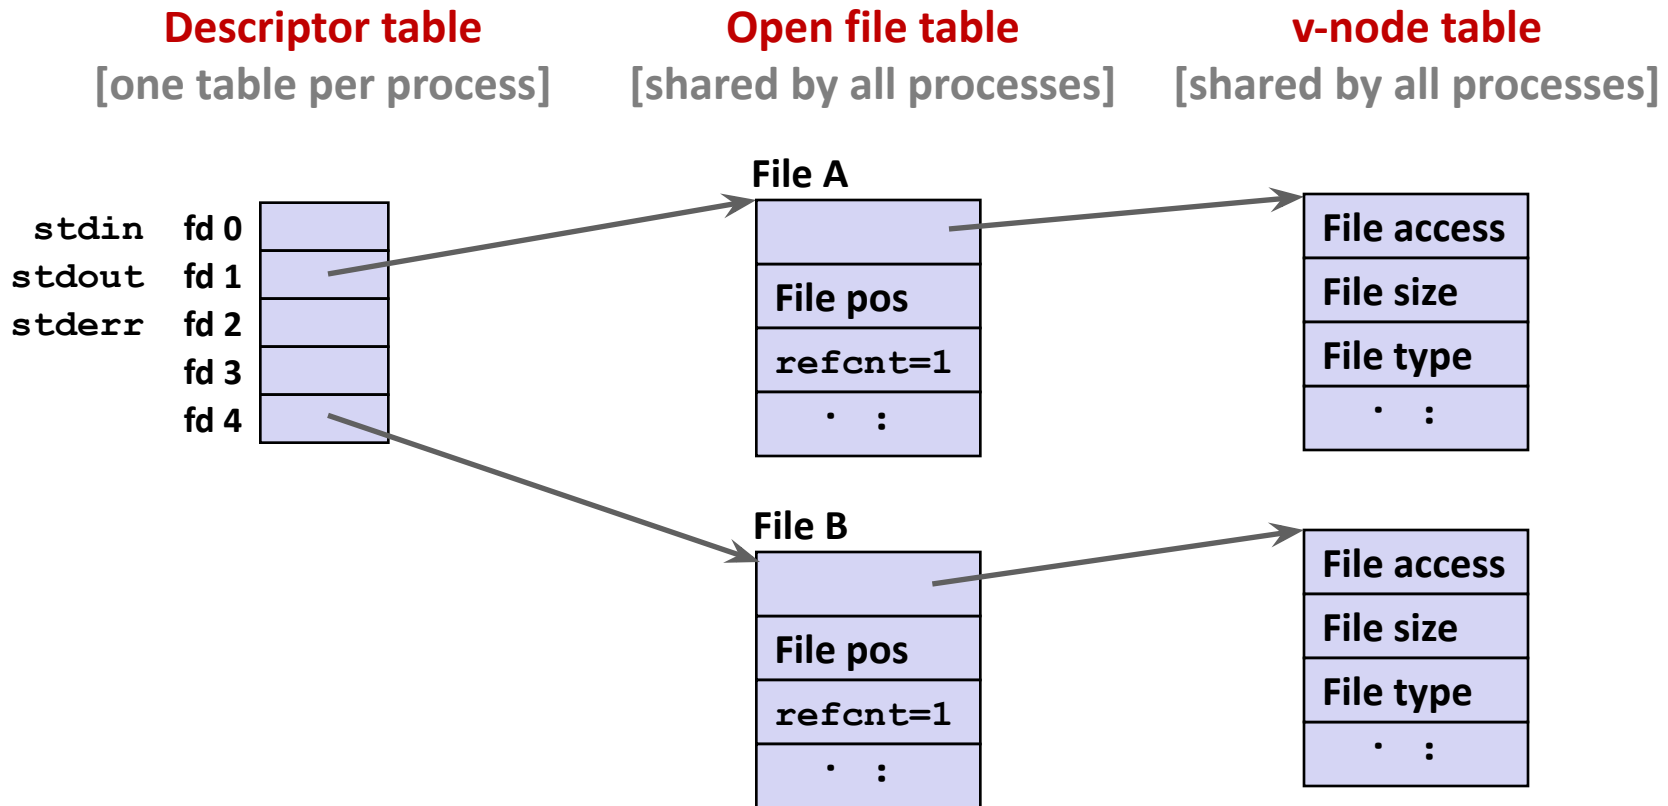 Descriptor table
[one table per process]
Open file table
[shared by all processes]
v-node table
[shared by all processes]
stdin fd 0
stdout fd 1
stderr fd 2
fd 3
fd 4
File A
File pos
refcnt=1
. :
File access
File size
File type
. :
File B
File pos
refcnt=1
. :
File access
File size
File type
. :